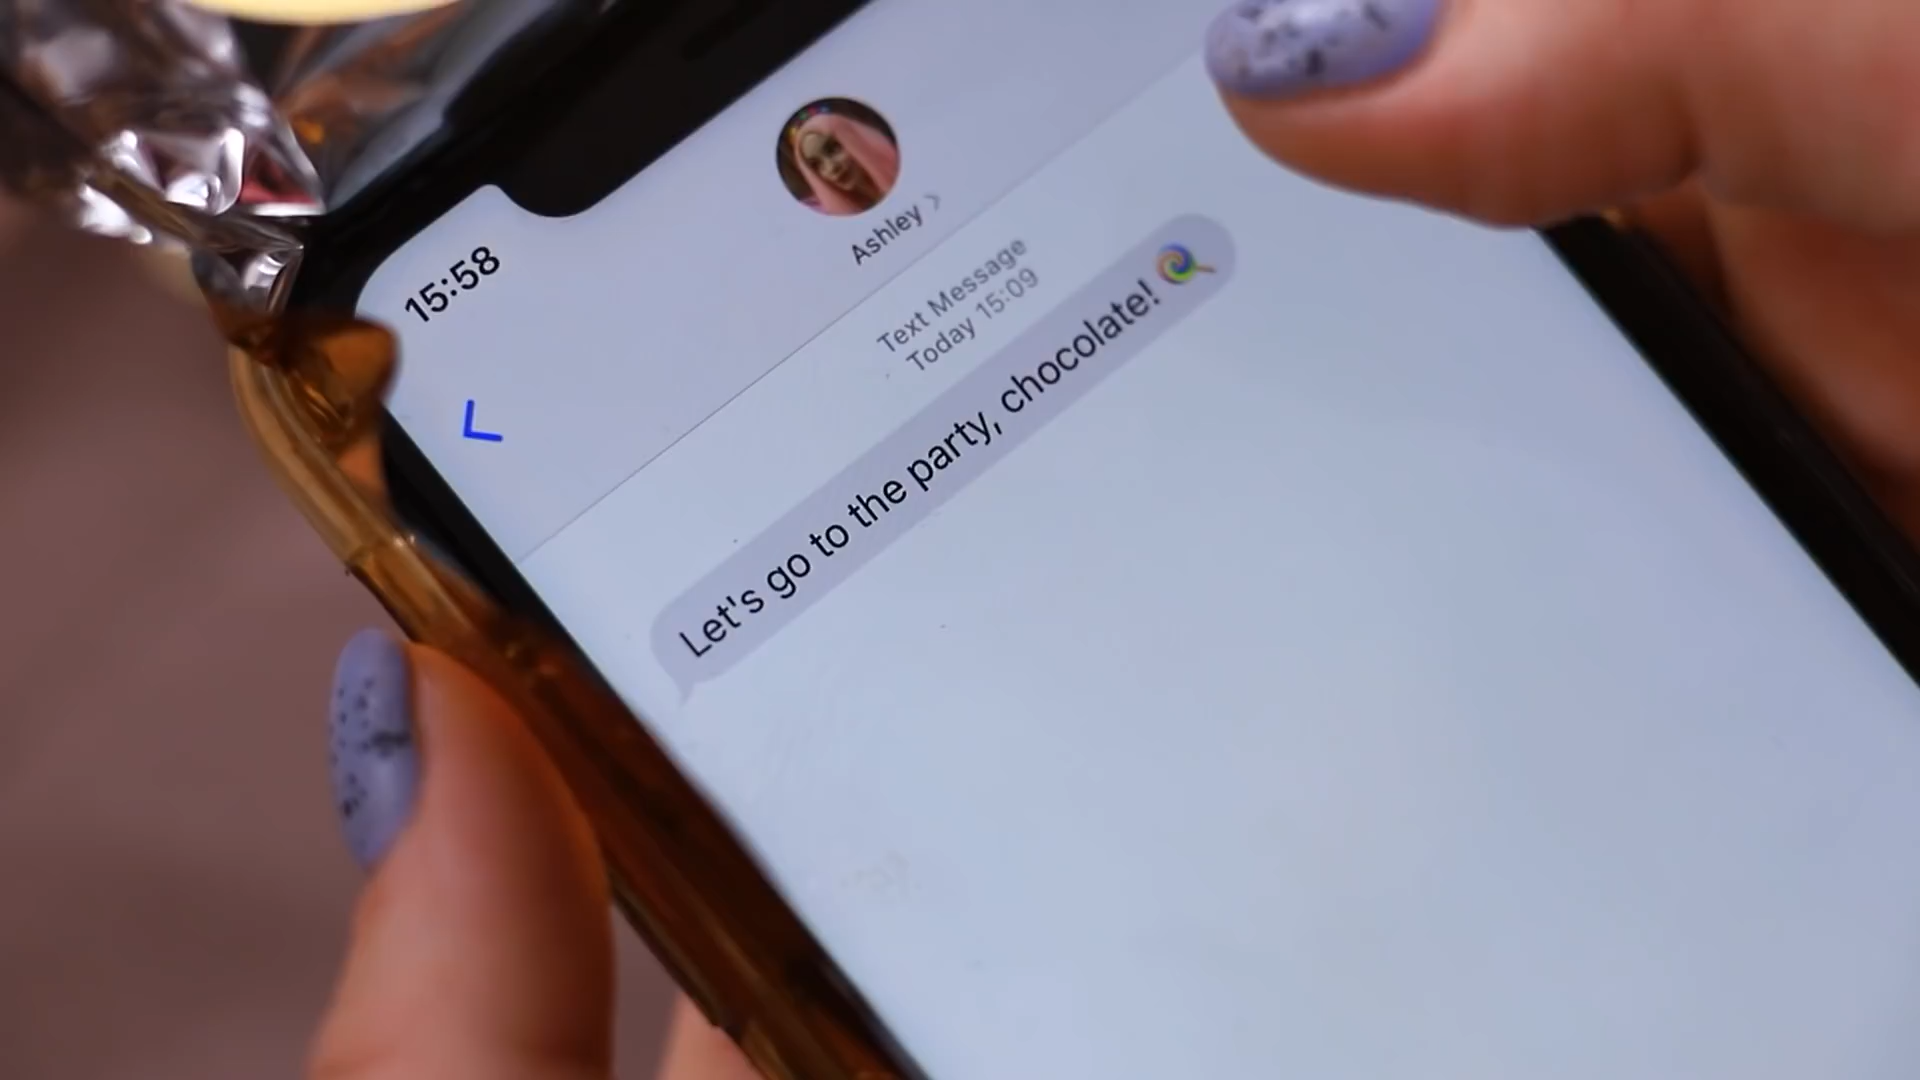 15:58
Ashley >
Text Message
Today 15:09
Let's go to the party, chocolate! 🍭